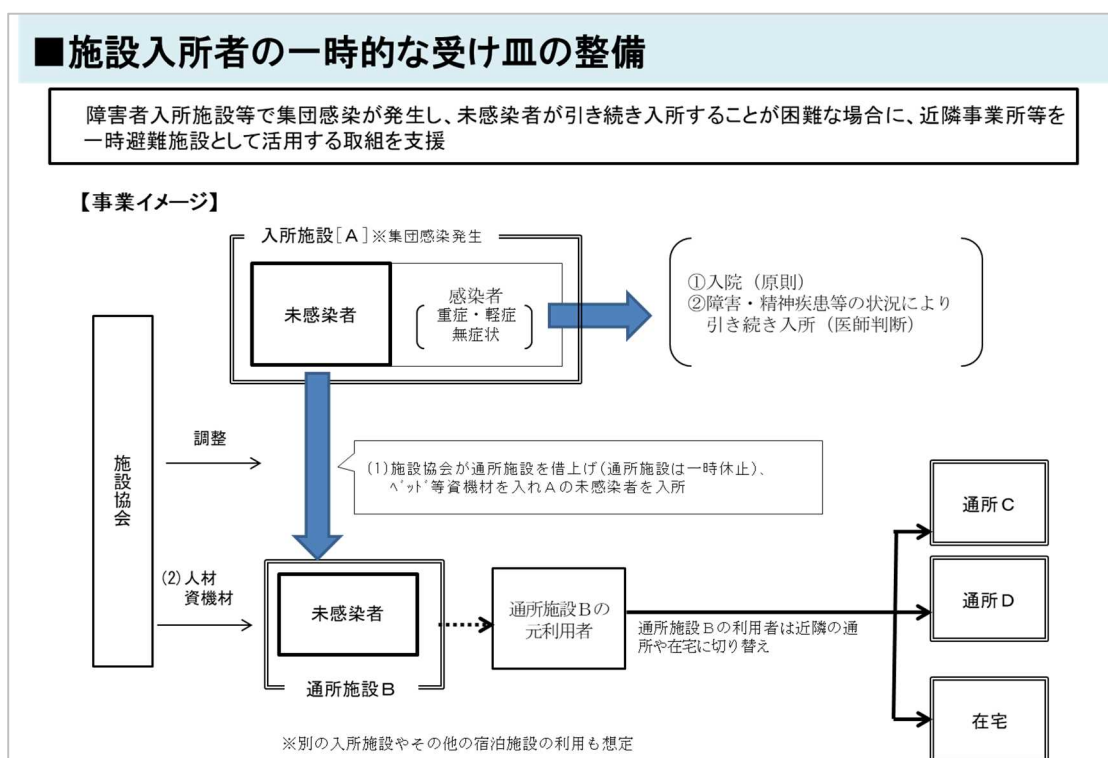 ■施設入所者の一時的な受け皿の整備
障害者入所施設等で集団感染が発生し、未感染者が引き続き入所することが困難な場合に、近隣事業所等を
一時避難施設として活用する取組を支援
【事業イメージ】
入所施設[A]※集団感染発生
未感染者
感染者
重症・軽症
無症状
①入院（原則）
②障害・精神疾患等の状況により
引き続き入所（医師判断）
施設協会
調整
(1)施設協会が通所施設を借上げ(通所施設は一時休止)、
ﾍﾞｯﾄﾞ等資機材を入れAの未感染者を入所
(2)人材
資機材
未感染者
通所施設B
通所施設Bの
元利用者
通所施設Bの利用者は近隣の通
所や在宅に切り替え
通所C
通所D
在宅
※別の入所施設やその他の宿泊施設の利用も想定